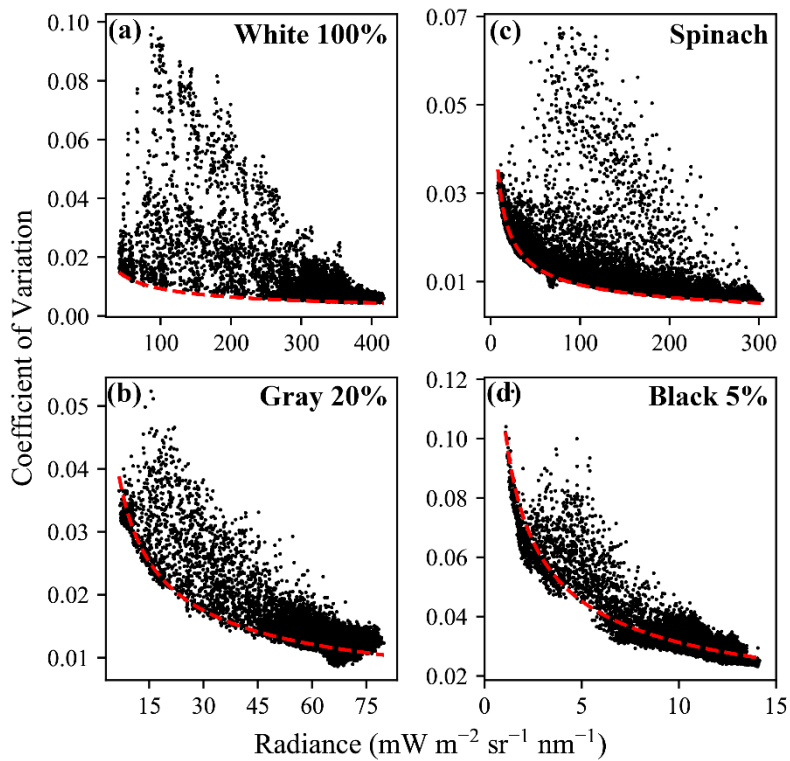 Coefficient of Variation
(a) White 100%
0.10
0.08
0.06
0.04
0.02
0.00
100 200 300 400
(c) Spinach
0.07
0.05
0.03
0.01
0 100 200 300
(b) Gray 20%
0.05
0.04
0.03
0.02
0.01
15 30 45 60 75
(d) Black 5%
0.12
0.10
0.08
0.06
0.04
0.02
0 5 10 15
Radiance (mW m⁻² sr⁻¹ nm⁻¹)